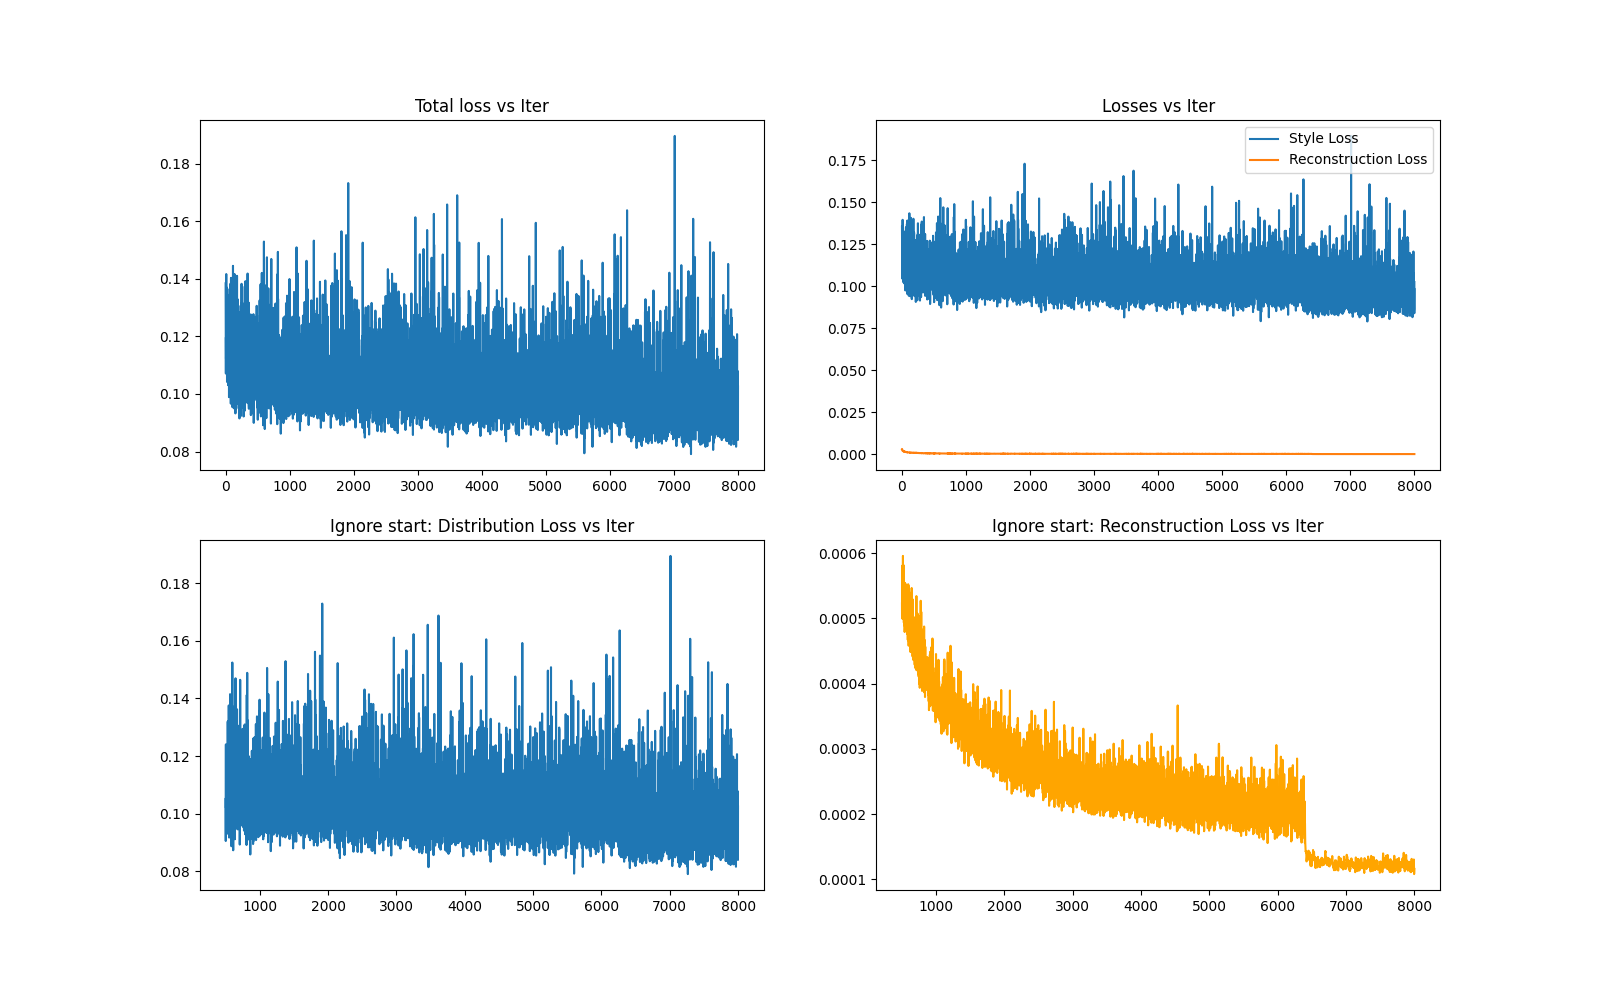 Total loss vs Iter
0.18
0.16
0.14
0.12
0.10
0.08
0 1000 2000 3000 4000 5000 6000 7000 8000
Losses vs Iter
Style Loss
Reconstruction Loss
0.175
0.150
0.125
0.100
0.075
0.050
0.025
0.000
0 1000 2000 3000 4000 5000 6000 7000 8000
Ignore start: Distribution Loss vs Iter
0.18
0.16
0.14
0.12
0.10
0.08
1000 2000 3000 4000 5000 6000 7000 8000
Ignore start: Reconstruction Loss vs Iter
0.0006
0.0005
0.0004
0.0003
0.0002
0.0001
1000 2000 3000 4000 5000 6000 7000 8000